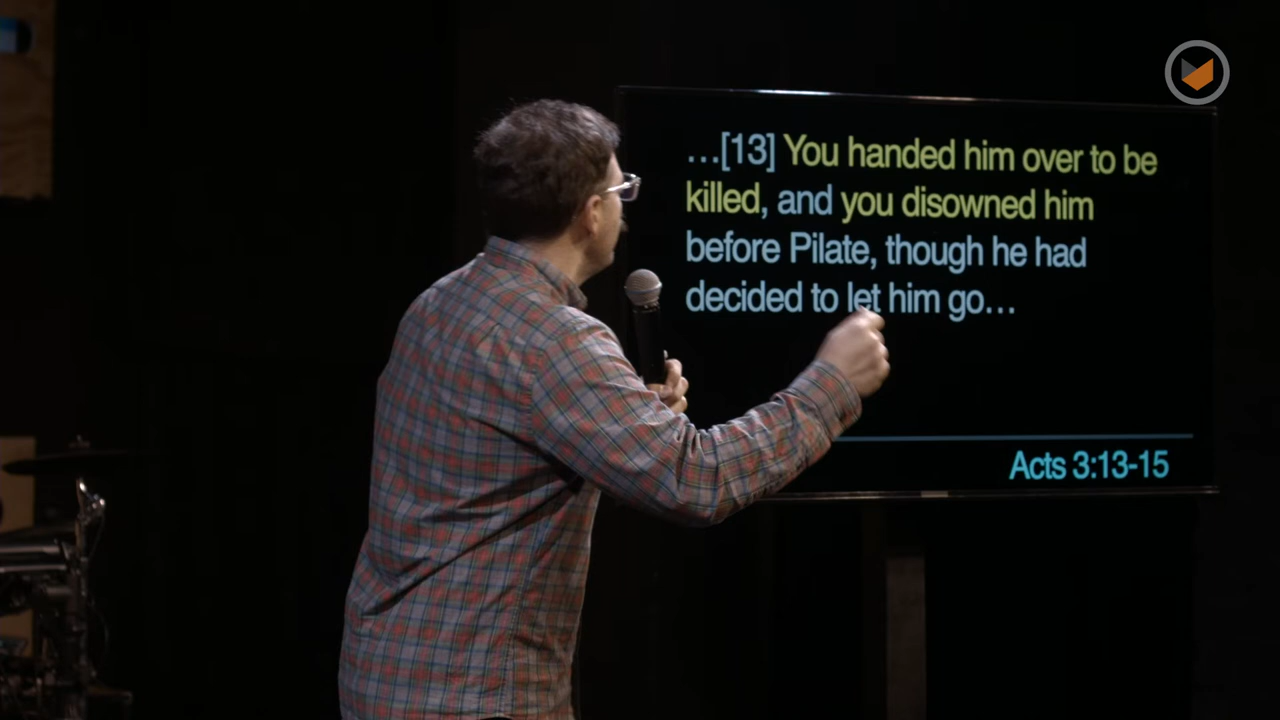 …[13] You handed him over to be
killed, and you disowned him
before Pilate, though he had
decided to let him go…
Acts 3:13-15